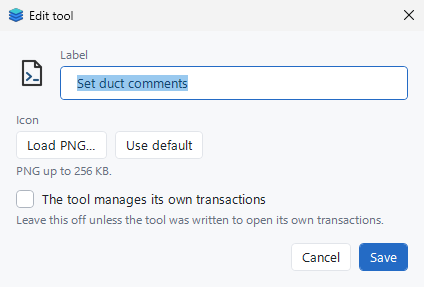 Edit tool
Label
Set duct comments
Icon
Load PNG...
Use default
PNG up to 256 KB.
The tool manages its own transactions
Leave this off unless the tool was written to open its own transactions.
Cancel
Save